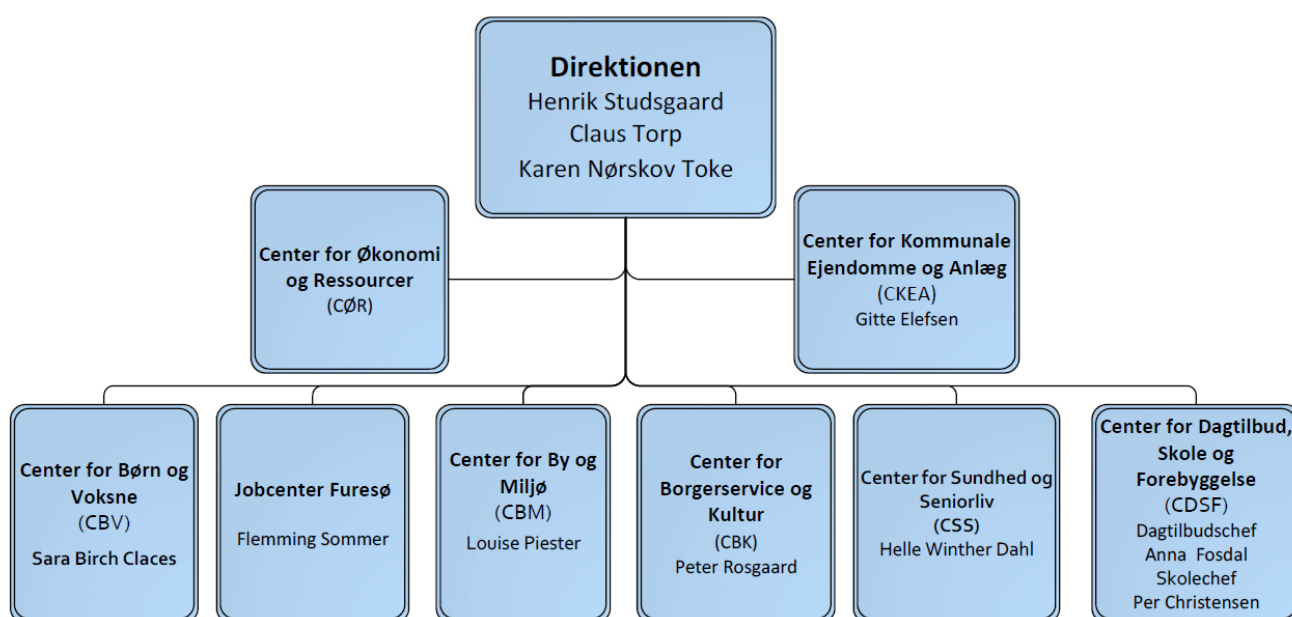 Direktionen
Henrik Studsgaard
Claus Torp
Karen Nørskov Toke
Center for Økonomi
og Ressourcer
(CØR)
Center for Kommunale
Ejendomme og Anlæg
(CKEA)
Gitte Elefsen
Center for Børn og
Voksne
(CBV)
Sara Birch Claces
Jobcenter Furesø
Flemming Sommer
Center for By og
Miljø
(CBM)
Louise Piester
Center for
Borgerservice og
Kultur
(CBK)
Peter Rosgaard
Center for Sundhed og
Seniorliv
(CSS)
Helle Winther Dahl
Center for Dagtilbud,
Skole og
Forebyggelse
(CDSF)
Dagtilbudschef
Anna Fosdal
Skolechef
Per Christensen